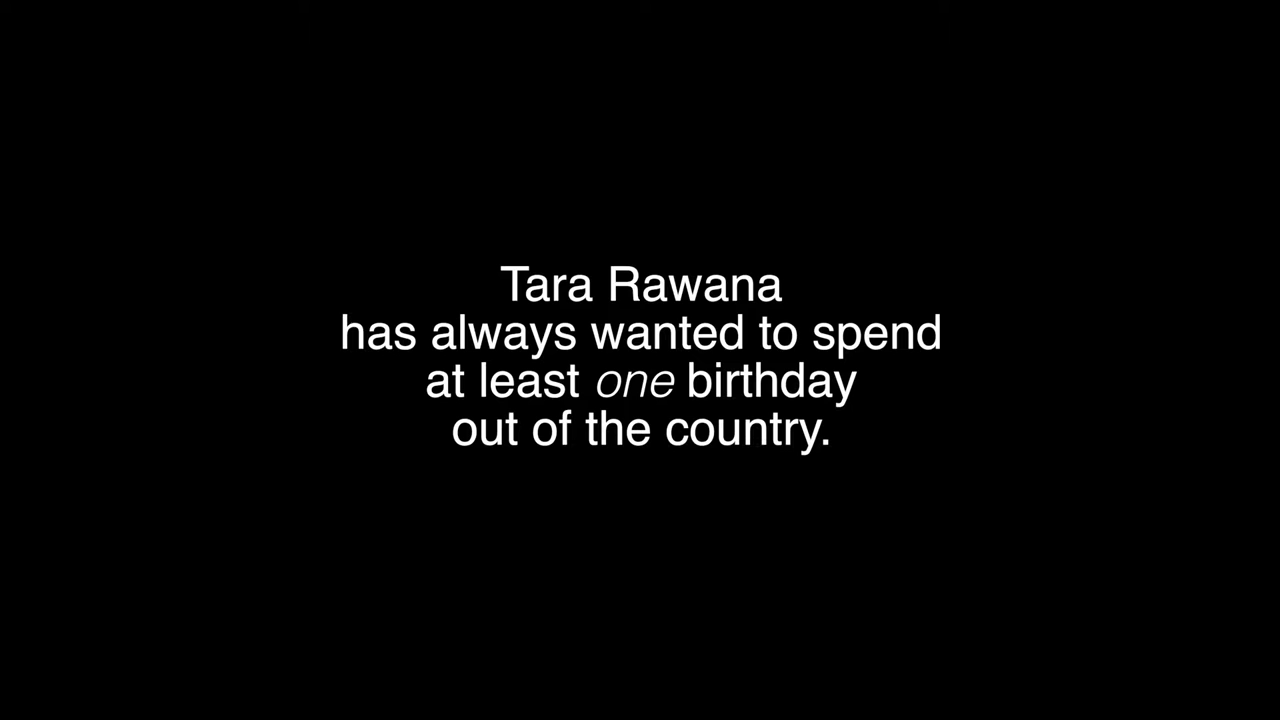 Tara Rawana
has always wanted to spend
at least one birthday
out of the country.